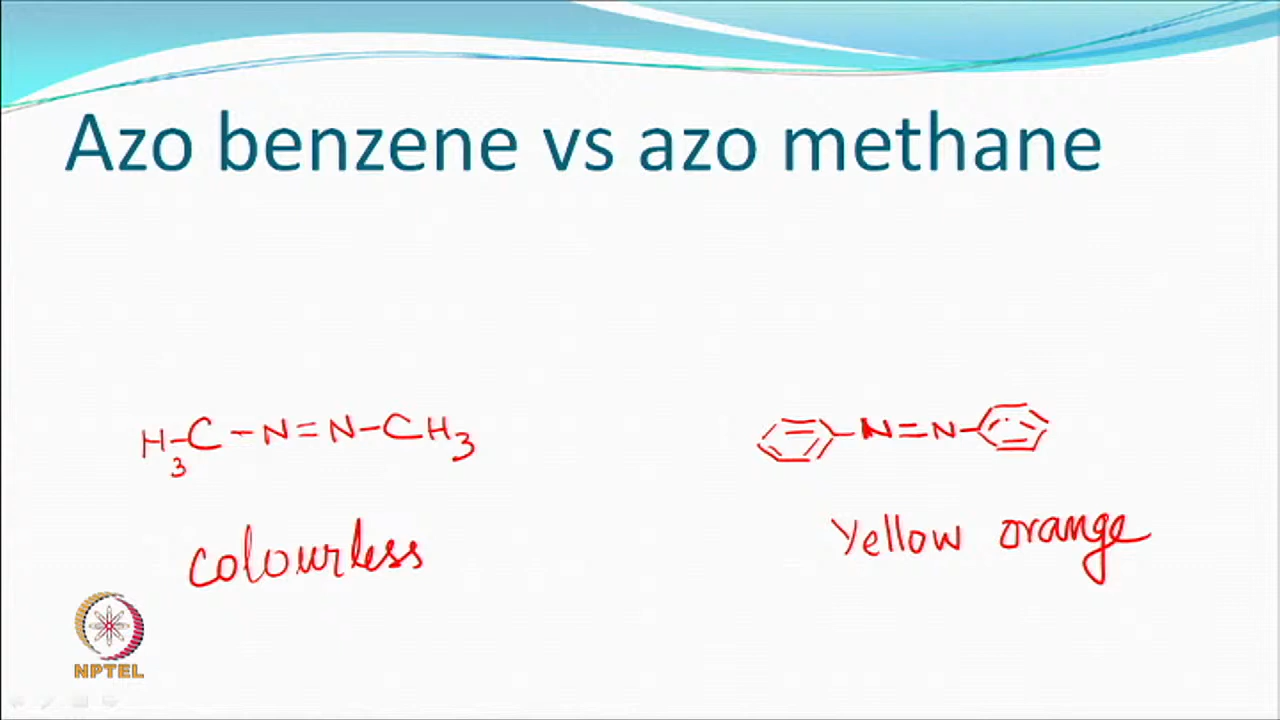 Azo benzene vs azo methane
H3C-N=N-CH3
N=N
colourless
Yellow orange
NPTEL